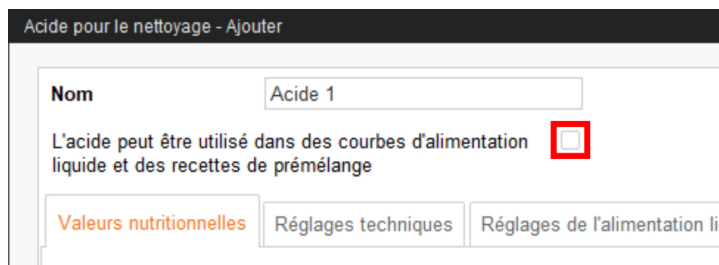 Acide pour le nettoyage - Ajouter
Nom
Acide 1
L'acide peut être utilisé dans des courbes d'alimentation
liquide et des recettes de prémélange
Valeurs nutritionnelles
Réglages techniques
Réglages de l'alimentation li